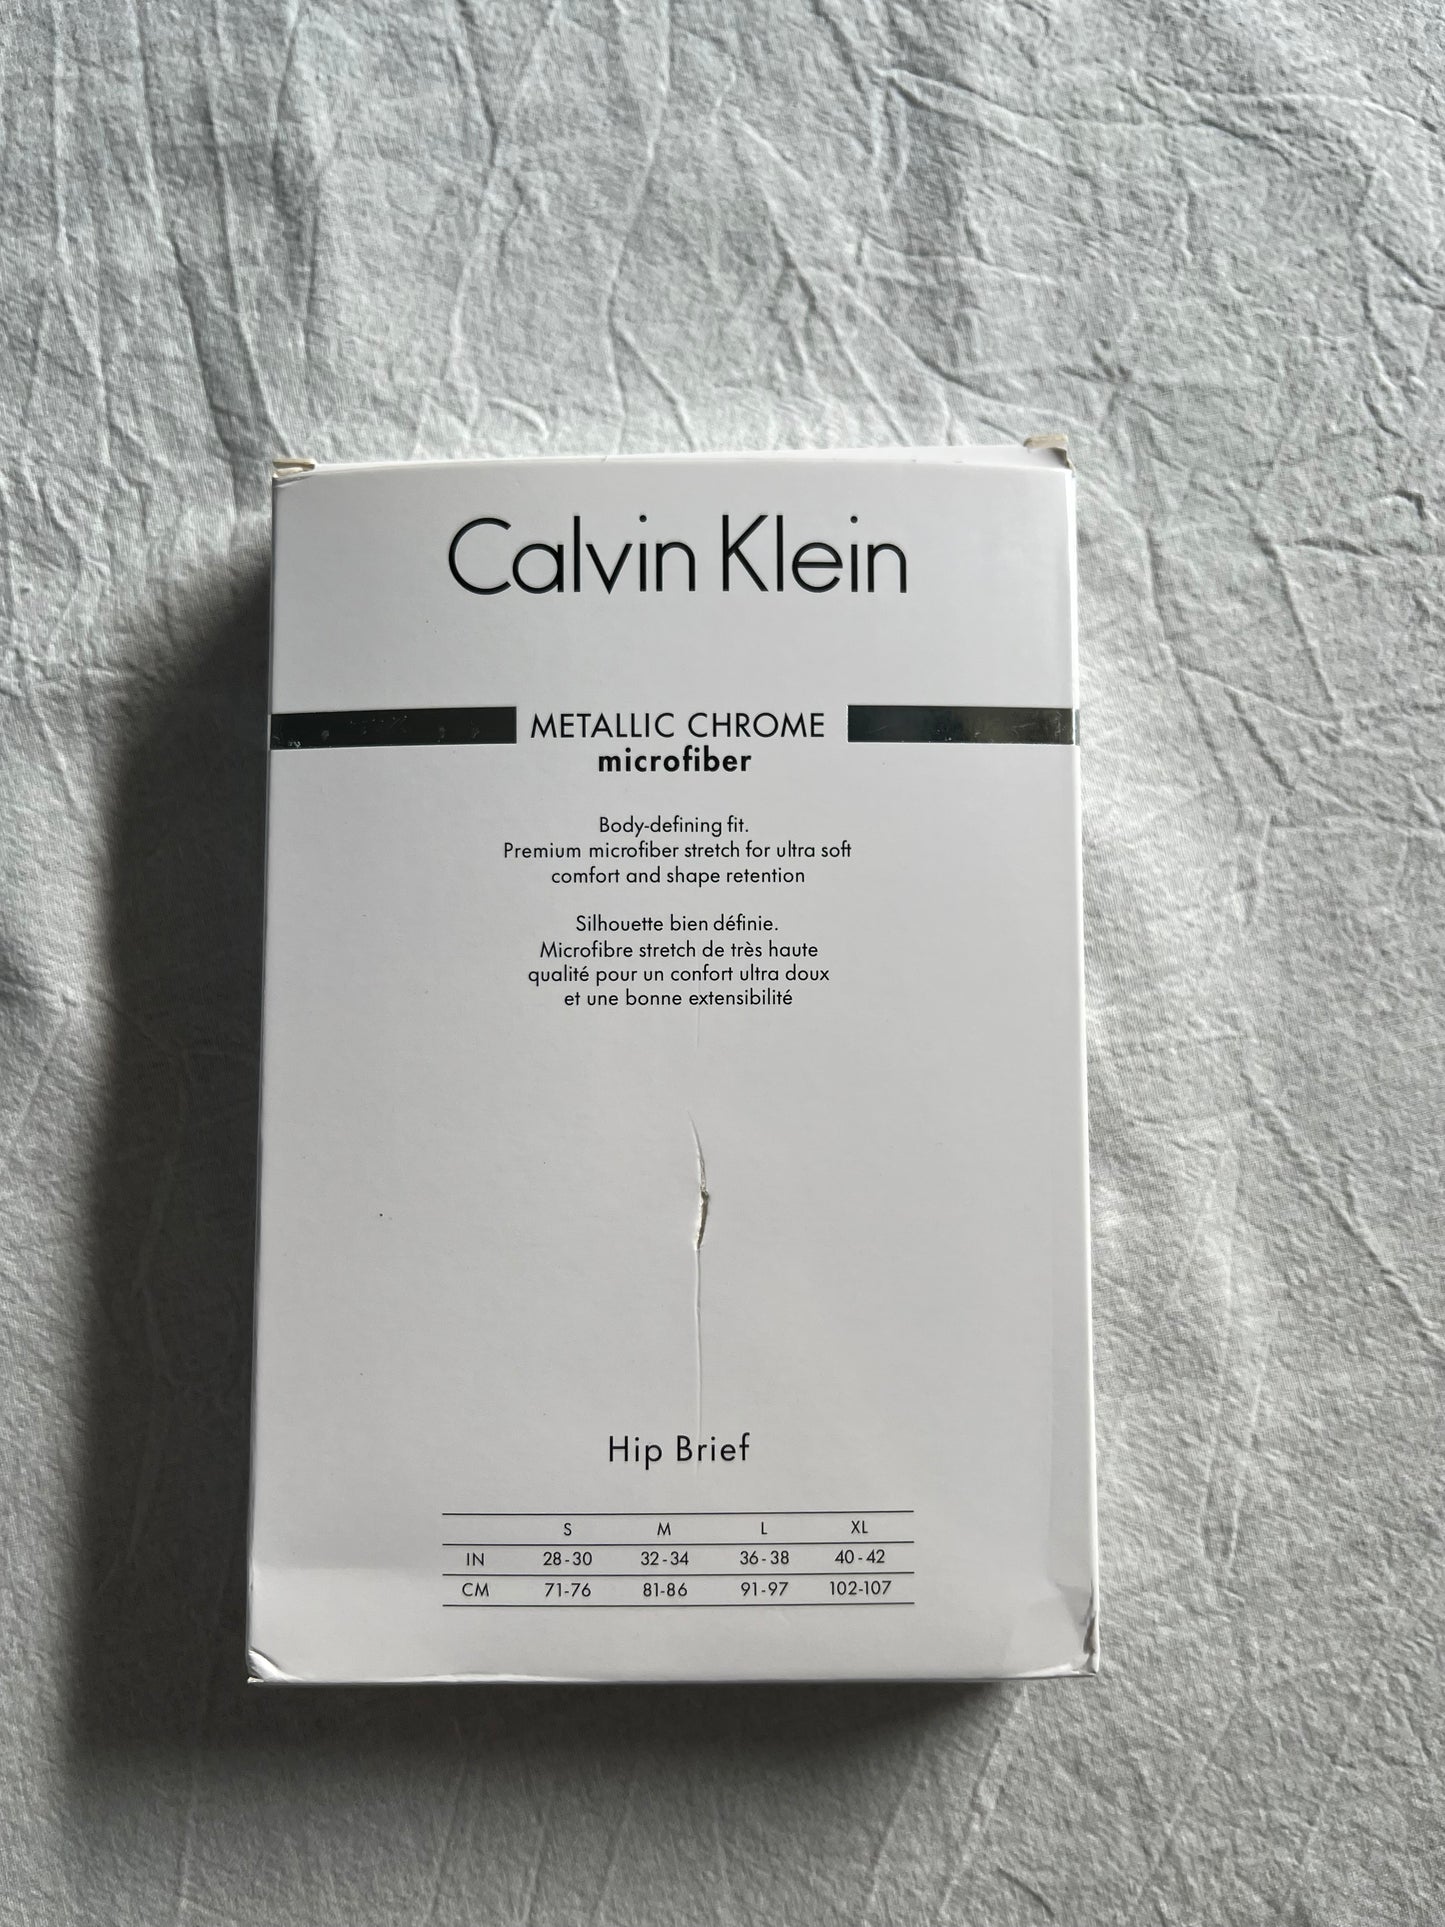 Calvin Klein
METALLIC CHROME
microfiber
Body-defining fit.
Premium microfiber stretch for ultra soft
comfort and shape retention
Silhouette bien définie.
Microfibre stretch de très haute
qualité pour un confort ultra doux
et une bonne extensibilité
Hip Brief
S M L XL
IN 28-30 32-34 36-38 40-42
CM 71-76 81-86 91-97 102-107